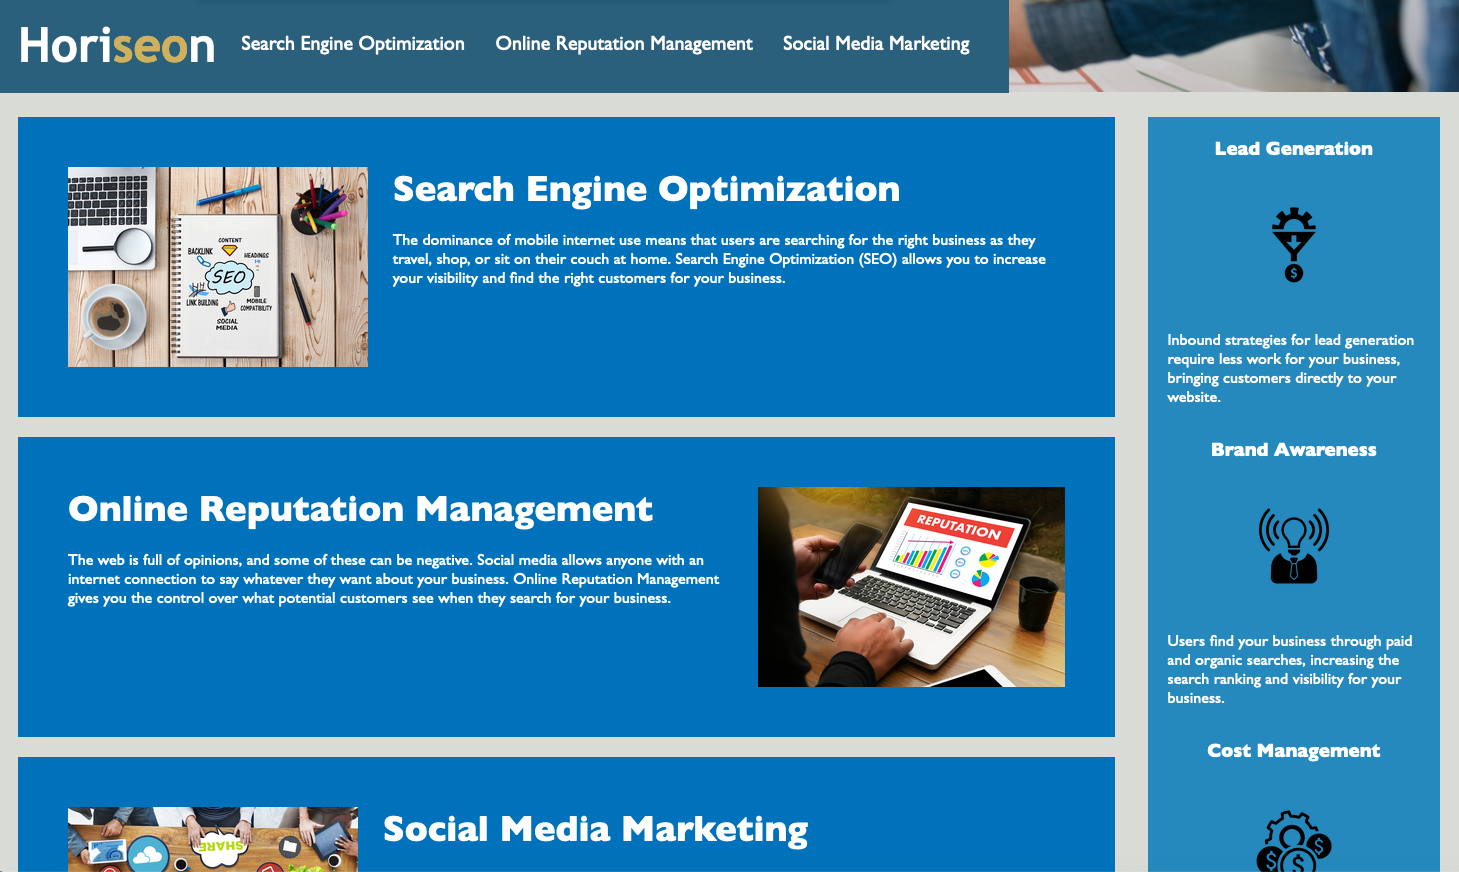 Horiseon
Search Engine Optimization
Online Reputation Management
Social Media Marketing
Search Engine Optimization
The dominance of mobile internet use means that users are searching for the right business as they
travel, shop, or sit on their couch at home. Search Engine Optimization (SEO) allows you to increase
your visibility and find the right customers for your business.
CONTENT
BACKLINK
HEADINGS
SEO
LINK BUILDING
MOBILE
COMPATIBILITY
SOCIAL
MEDIA
Online Reputation Management
The web is full of opinions, and some of these can be negative. Social media allows anyone with an
internet connection to say whatever they want about your business. Online Reputation Management
gives you the control over what potential customers see when they search for your business.
REPUTATION
Social Media Marketing
SHARE
Lead Generation
$
Inbound strategies for lead generation
require less work for your business,
bringing customers directly to your
website.
Brand Awareness
Users find your business through paid
and organic searches, increasing the
search ranking and visibility for your
business.
Cost Management
$ $ $